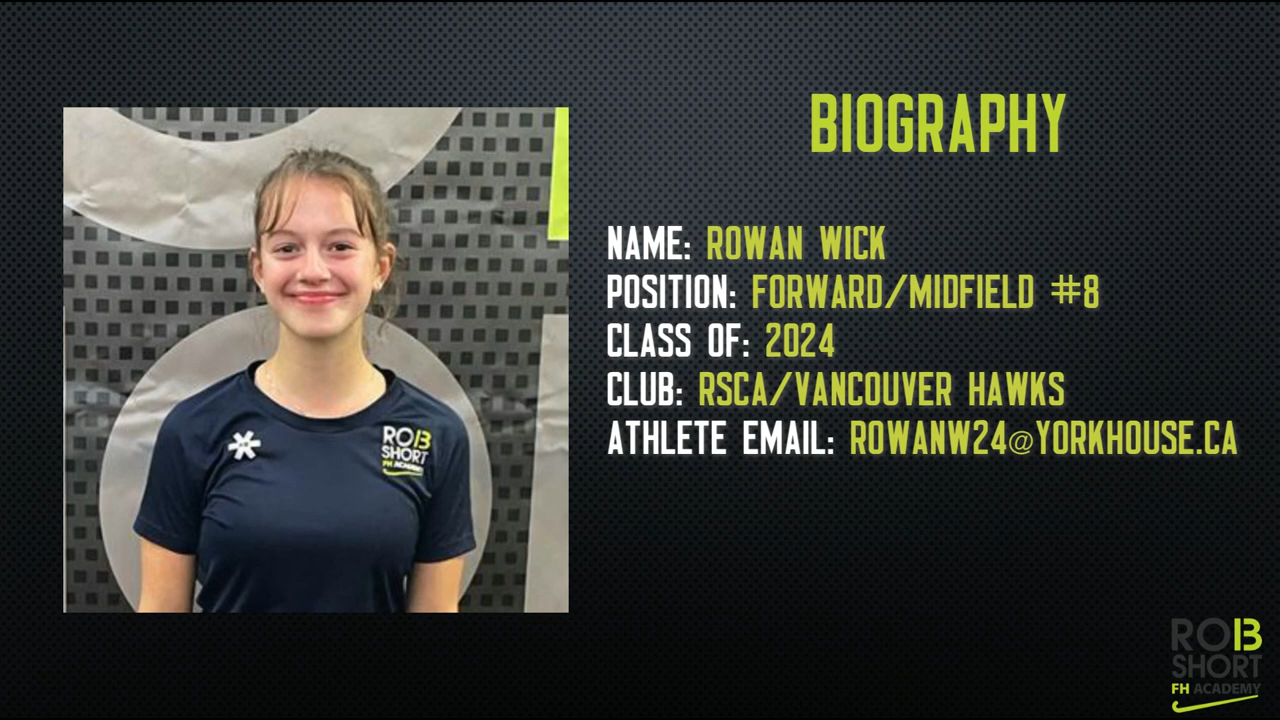 BIOGRAPHY
NAME: ROWAN WICK
POSITION: FORWARD/MIDFIELD #8
CLASS OF: 2024
CLUB: RSCA/VANCOUVER HAWKS
ATHLETE EMAIL: ROWANW24@YORKHOUSE.CA
ROB
SHORT
FH ACADEMY
ROB
SHORT
FH ACADEMY